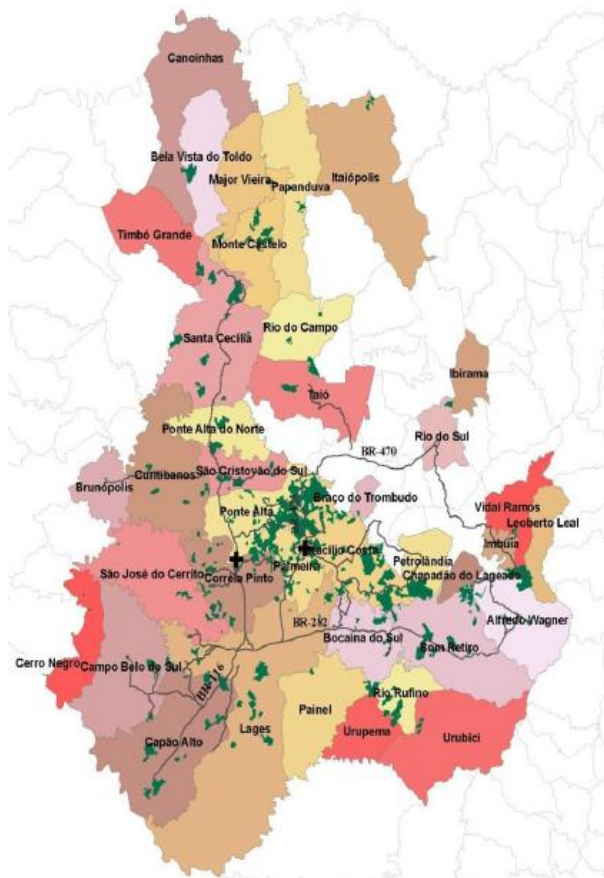 Canoinhas
Bela Vista do Toldo
Major Vieira
Papanduva
Itaiópolis
Timbó Grande
Monte Castelo
Santa Cecilia
Rio do Campo
Ibirama
Taió
Ponte Alta do Norte
BR-470
Rio do Sul
São Cristovão do Sul
Curitibanos
Brunópolis
Braço do Trombudo
Vidal Ramos
Leoberto Leal
Ponte Alta
Imbuia
Otacilio Costa
Petrolândia
Palmeira
Chapadão do Lageado
São José do Cerrito
Correia Pinto
Alfredo Wagner
BR-282
Bocaina do Sul
Bom Retiro
Cerro Negro
Campo Belo do Sul
BR-116
Rio Rufino
Painel
Lages
Capão Alto
Urupema
Urubici